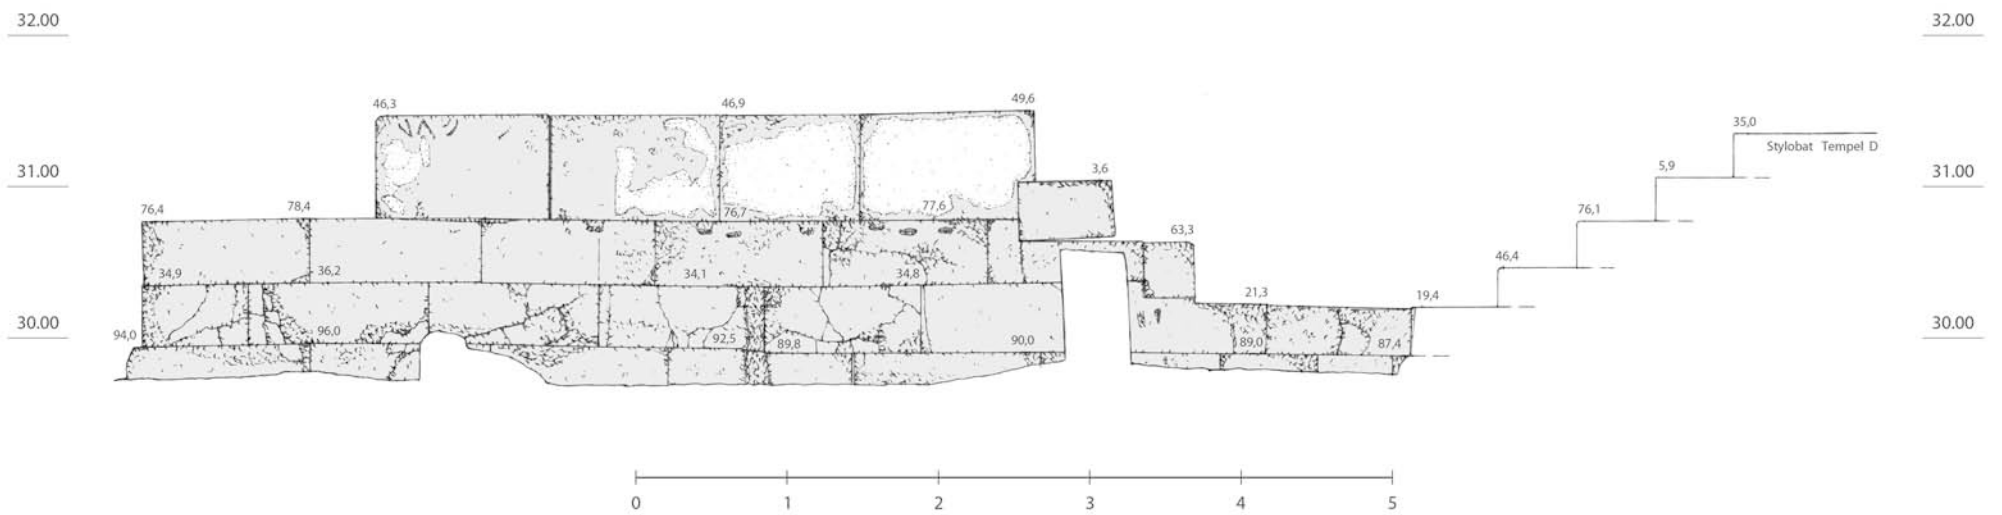 32.00 32.00
46,3 46,9 49,6
35,0
Stylobat Tempel D
3,6 5,9
31.00 31.00
76,4 78,4 76,7 77,6 76,1
63,3
46,4
34,9 36,2 34,1 34,8
21,3 19,4
30.00 30.00
94,0 96,0 92,5 89,8 90,0 89,0 87,4
0 1 2 3 4 5